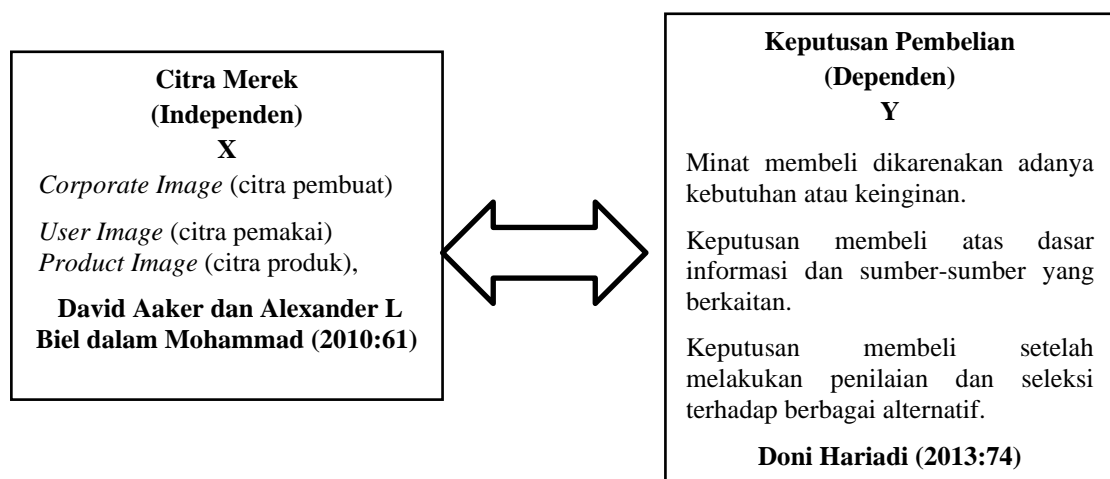 Citra Merek
(Independen)
X
Corporate Image (citra pembuat)
User Image (citra pemakai)
Product Image (citra produk),
David Aaker dan Alexander L
Biel dalam Mohammad (2010:61)
Keputusan Pembelian
(Dependen)
Y
Minat membeli dikarenakan adanya
kebutuhan atau keinginan.
Keputusan membeli atas dasar
informasi dan sumber-sumber yang
berkaitan.
Keputusan membeli setelah
melakukan penilaian dan seleksi
terhadap berbagai alternatif.
Doni Hariadi (2013:74)